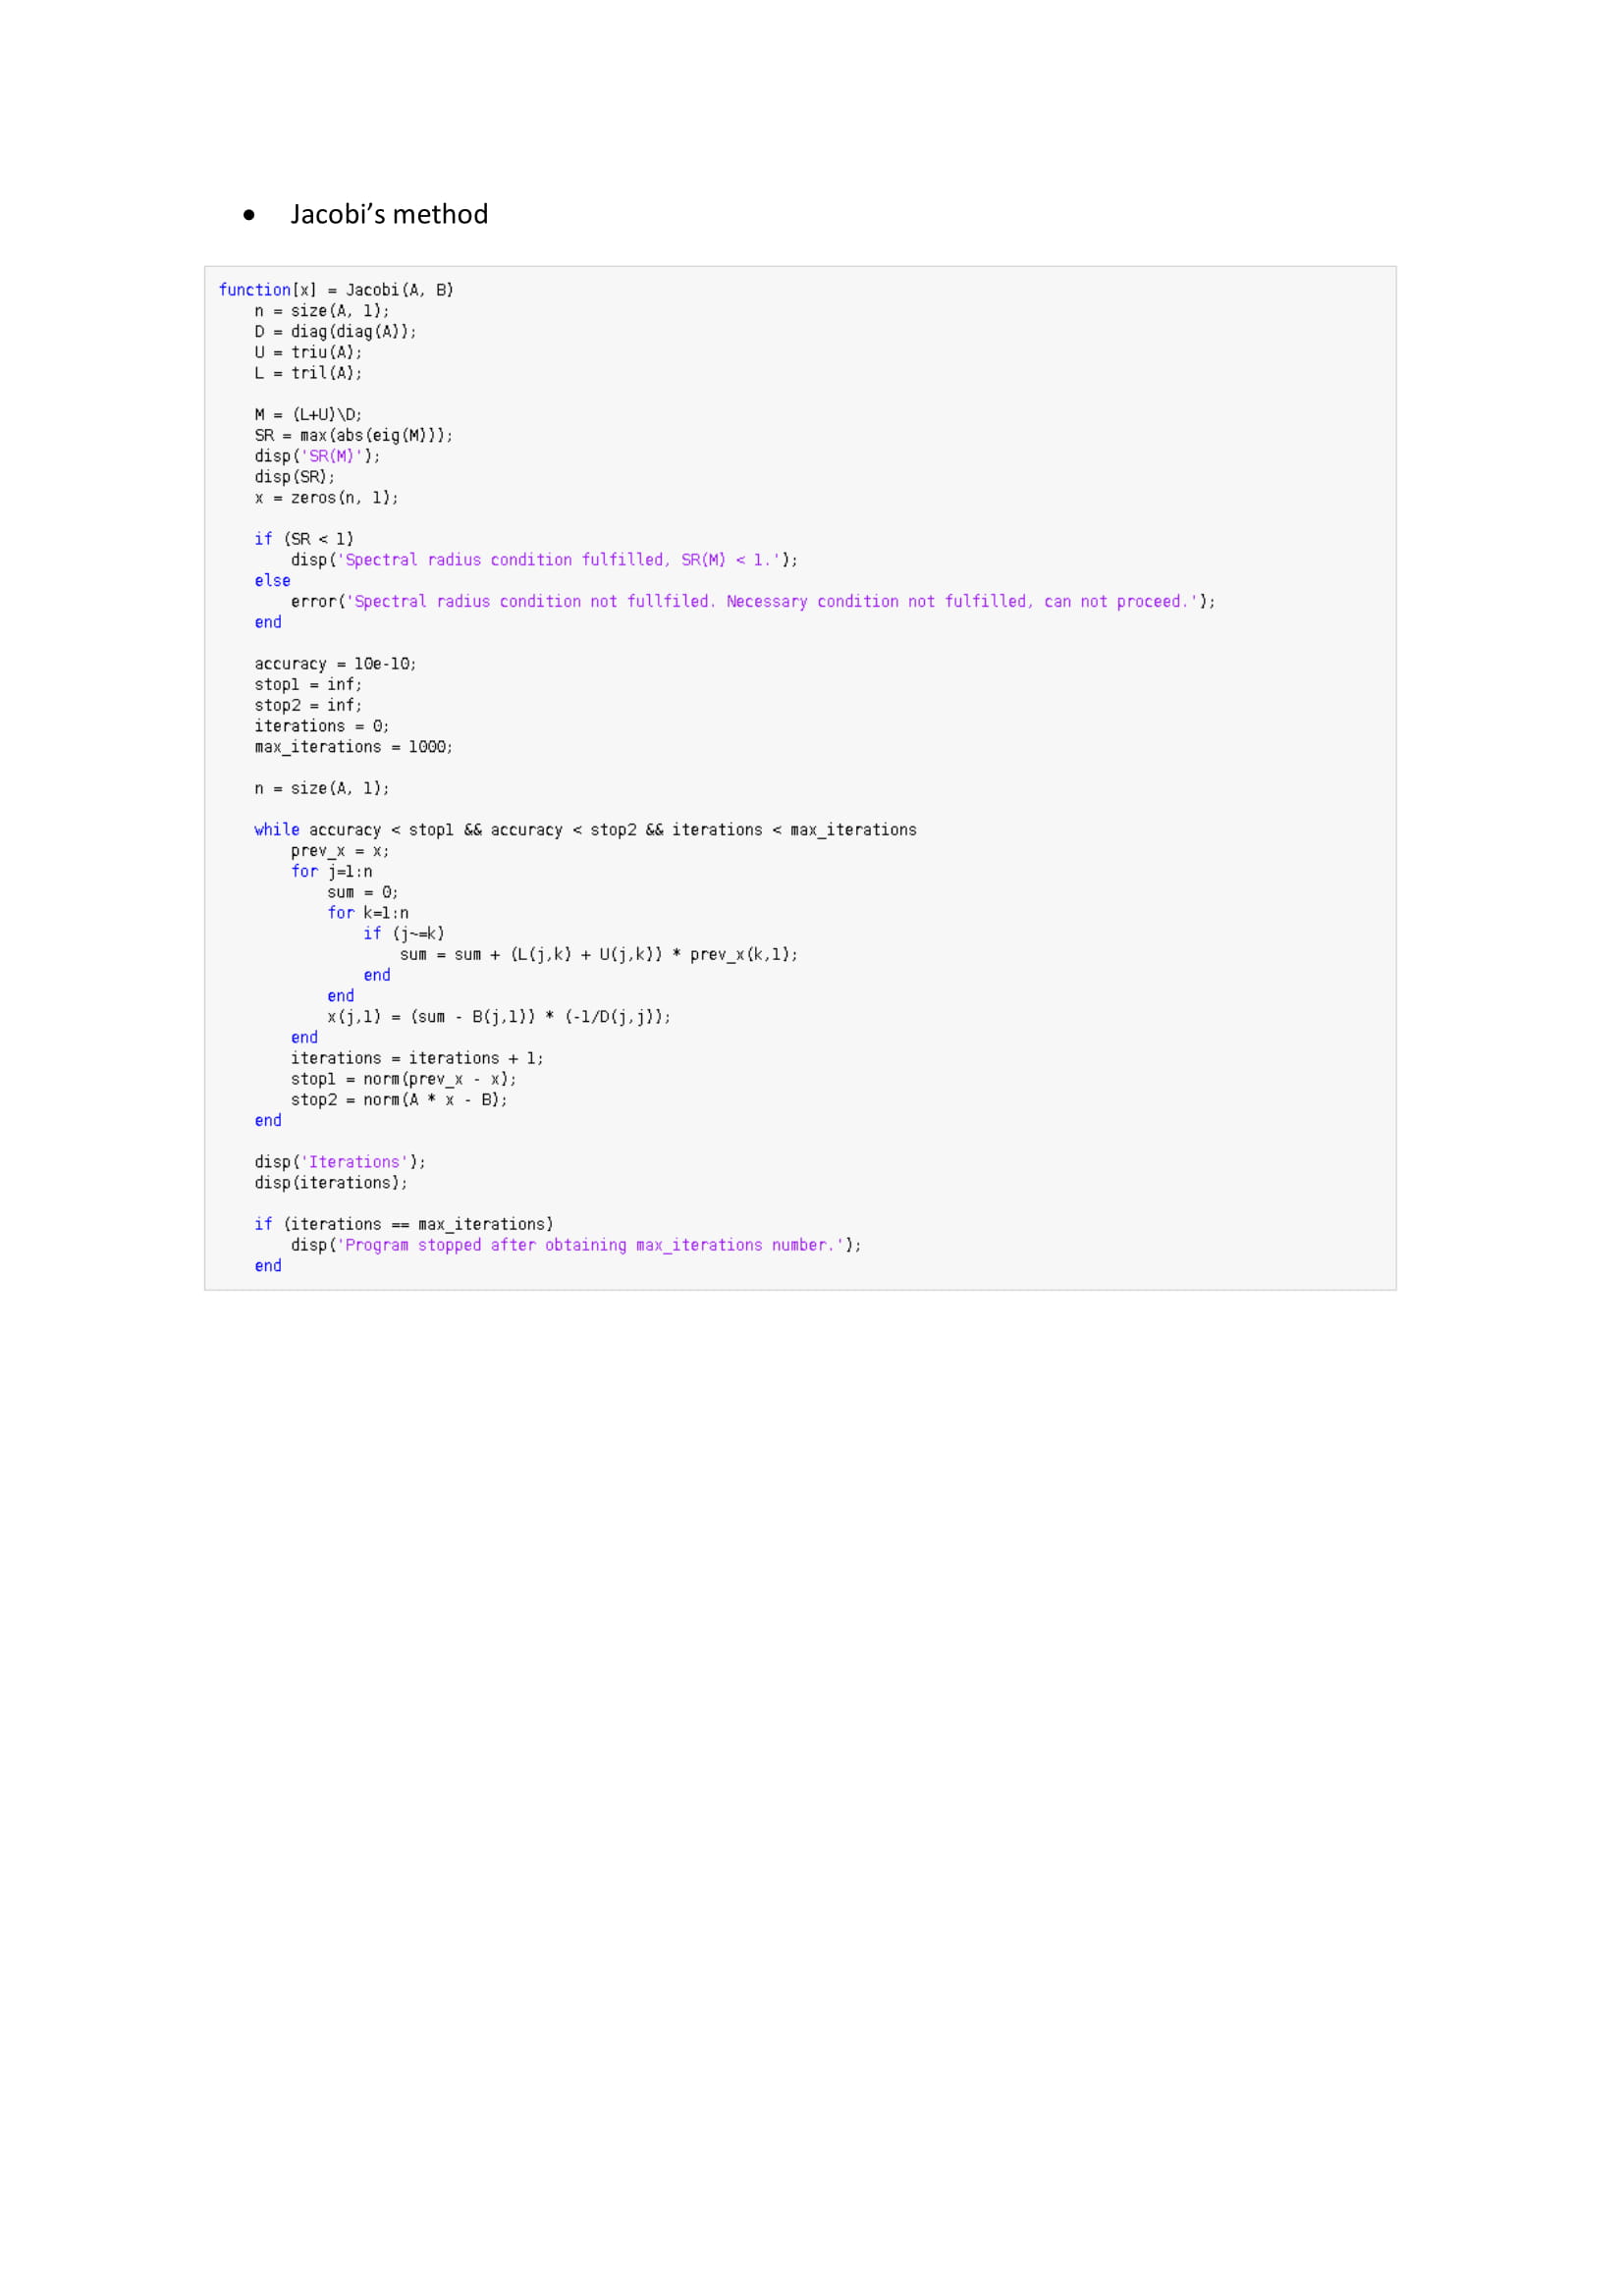 • Jacobi’s method
function[x] = Jacobi(A, B)
    n = size(A, 1);
    D = diag(diag(A));
    U = triu(A);
    L = tril(A);

    M = (L+U)\D;
    SR = max(abs(eig(M)));
    disp('SR(M)');
    disp(SR);
    x = zeros(n, 1);

    if (SR < 1)
        disp('Spectral radius condition fulfilled, SR(M) < 1.');
    else
        error('Spectral radius condition not fullfiled. Necessary condition not fulfilled, can not proceed.');
    end

    accuracy = 10e-10;
    stop1 = inf;
    stop2 = inf;
    iterations = 0;
    max_iterations = 1000;

    n = size(A, 1);

    while accuracy < stop1 && accuracy < stop2 && iterations < max_iterations
        prev_x = x;
        for j=1:n
            sum = 0;
            for k=1:n
                if (j~=k)
                    sum = sum + (L(j,k) + U(j,k)) * prev_x(k,1);
                end
            end
            x(j,1) = (sum - B(j,1)) * (-1/D(j,j));
        end
        iterations = iterations + 1;
        stop1 = norm(prev_x - x);
        stop2 = norm(A * x - B);
    end

    disp('Iterations');
    disp(iterations);

    if (iterations == max_iterations)
        disp('Program stopped after obtaining max_iterations number.');
    end